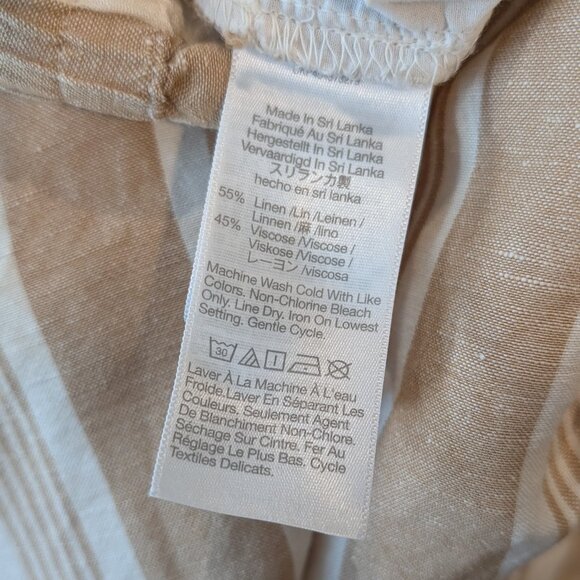 Made In Sri Lanka
Fabriqué Au Sri Lanka
Hergestellt In Sri Lanka
Vervaardigd In Sri Lanka
スリランカ製
hecho en sri lanka
55% Linen /Lin /Leinen /
Linnen /麻 /lino
45% Viscose /Viscose /
Viskose /Viscose /
レーヨン /viscosa
Machine Wash Cold With Like
Colors. Non-Chlorine Bleach
Only. Line Dry. Iron On Lowest
Setting. Gentle Cycle.
30
Laver À La Machine À L'Eau
Froide.Laver En Séparant Les
Couleurs. Seulement Agent
De Blanchiment Non-Chlore.
Séchage Sur Cintre. Fer Au
Réglage Le Plus Bas. Cycle
Textiles Delicats.